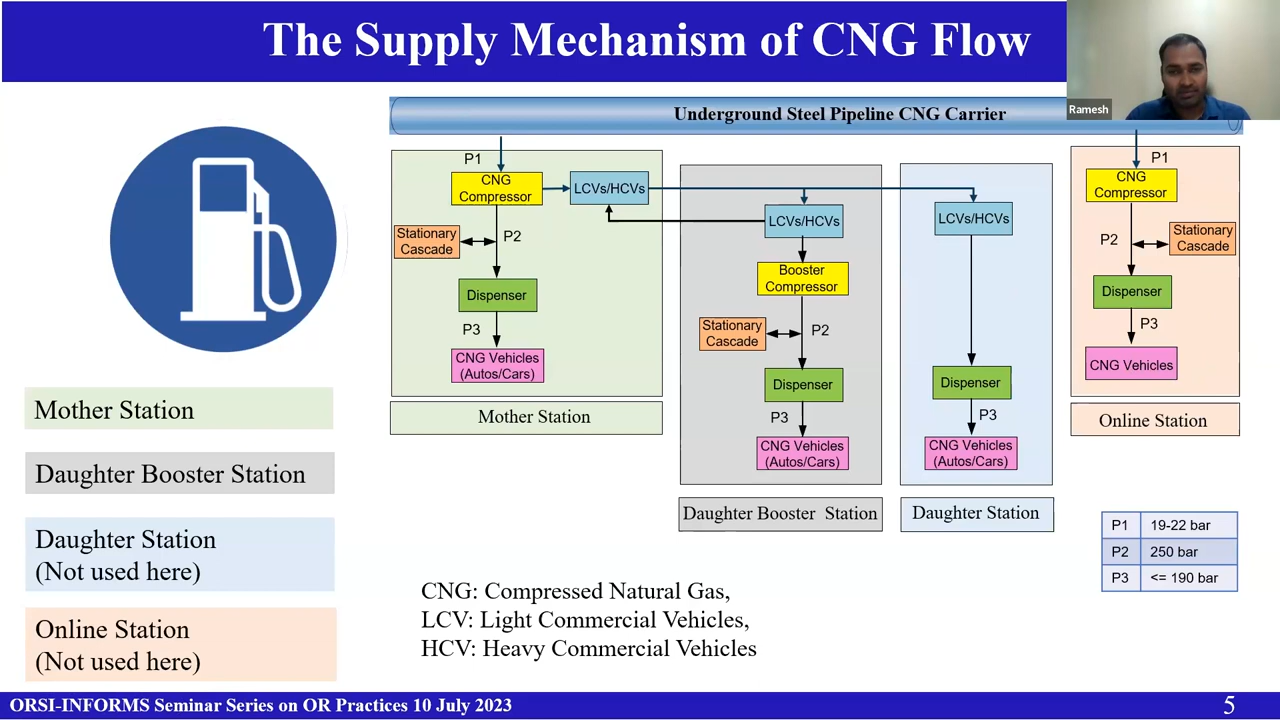 The Supply Mechanism of CNG Flow
Ramesh
Underground Steel Pipeline CNG Carrier
P1
CNG
Compressor
LCVs/HCVs
Stationary
Cascade
P2
Dispenser
P3
CNG Vehicles
(Autos/Cars)
Mother Station
LCVs/HCVs
Booster
Compressor
Stationary
Cascade
P2
Dispenser
P3
CNG Vehicles
(Autos/Cars)
Daughter Booster Station
LCVs/HCVs
Dispenser
P3
CNG Vehicles
(Autos/Cars)
Daughter Station
P1
CNG
Compressor
P2
Stationary
Cascade
Dispenser
P3
CNG Vehicles
Online Station
Mother Station
Daughter Booster Station
Daughter Station
(Not used here)
Online Station
(Not used here)
P1 19-22 bar
P2 250 bar
P3 <= 190 bar
CNG: Compressed Natural Gas,
LCV: Light Commercial Vehicles,
HCV: Heavy Commercial Vehicles
ORSI-INFORMS Seminar Series on OR Practices 10 July 2023
5